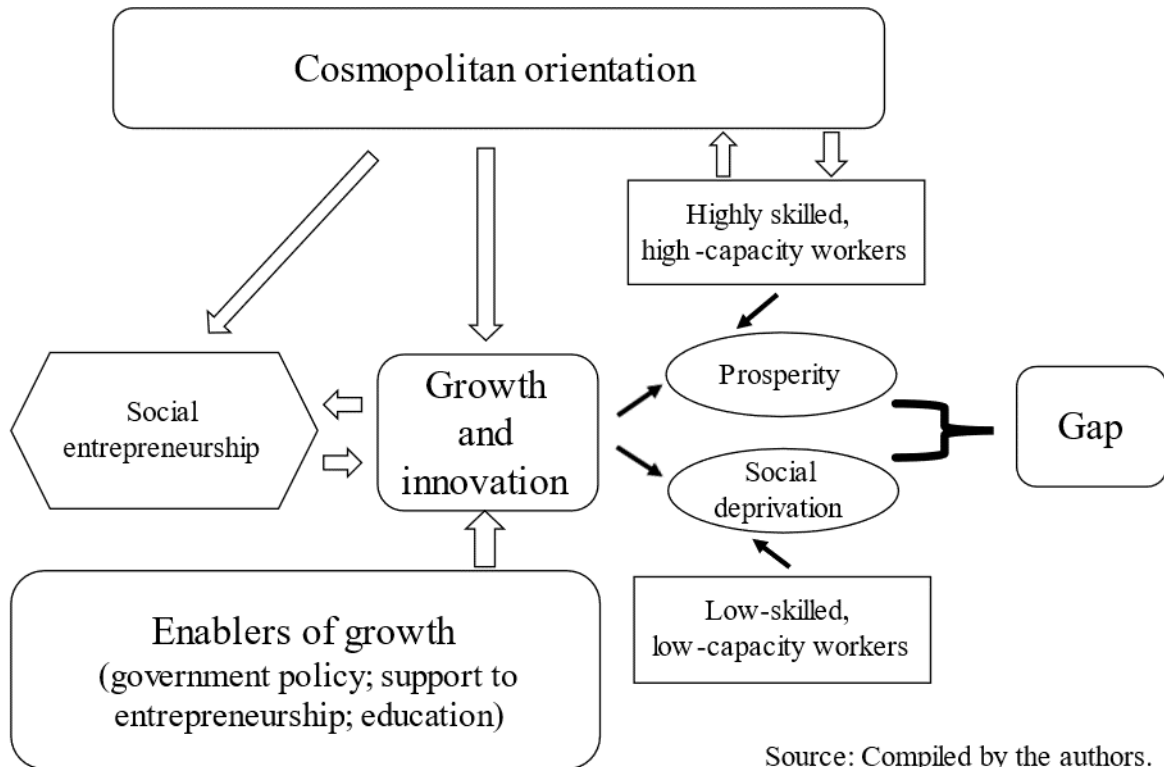 Cosmopolitan orientation
Highly skilled,
high-capacity workers
Social
entrepreneurship
Growth
and
innovation
Prosperity
Social
deprivation
Gap
Enablers of growth
(government policy; support to
entrepreneurship; education)
Low-skilled,
low-capacity workers
Source: Compiled by the authors.